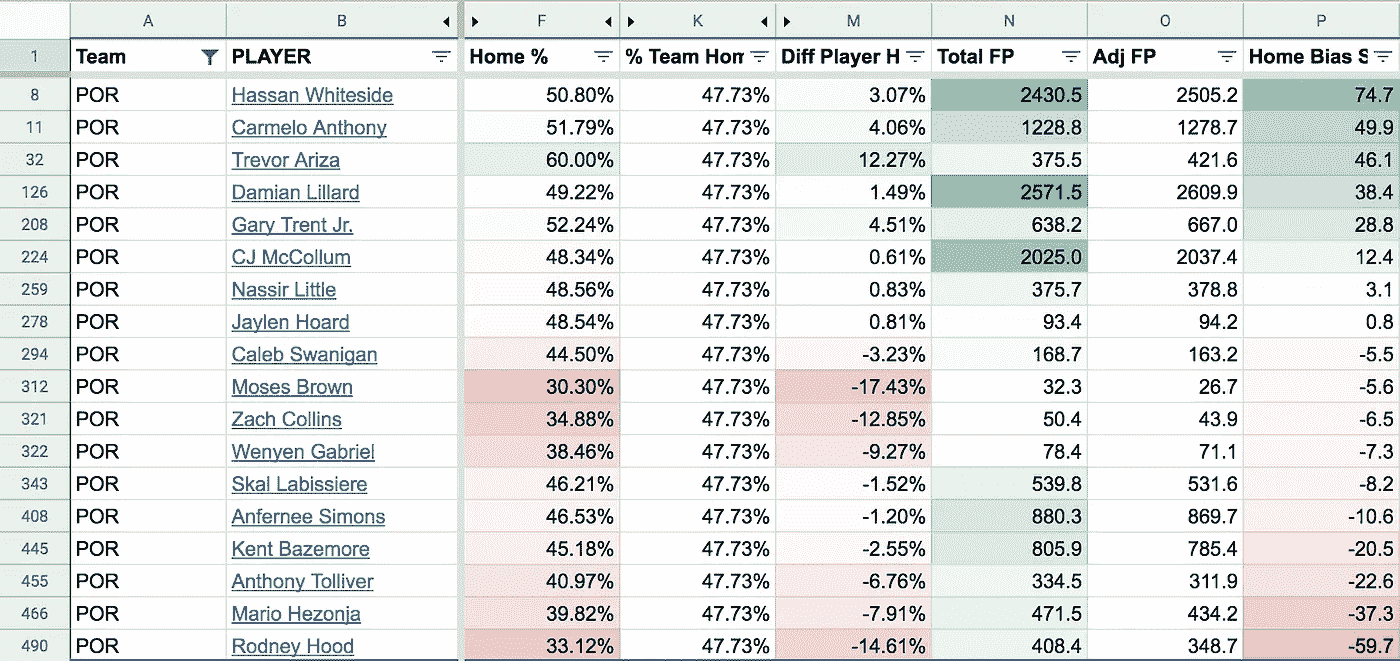 A B F K M N O P
1 Team PLAYER Home % % Team Hon Diff Player H Total FP Adj FP Home Bias S
8 POR Hassan Whiteside 50.80% 47.73% 3.07% 2430.5 2505.2 74.7
11 POR Carmelo Anthony 51.79% 47.73% 4.06% 1228.8 1278.7 49.9
32 POR Trevor Ariza 60.00% 47.73% 12.27% 375.5 421.6 46.1
126 POR Damian Lillard 49.22% 47.73% 1.49% 2571.5 2609.9 38.4
208 POR Gary Trent Jr. 52.24% 47.73% 4.51% 638.2 667.0 28.8
224 POR CJ McCollum 48.34% 47.73% 0.61% 2025.0 2037.4 12.4
259 POR Nassir Little 48.56% 47.73% 0.83% 375.7 378.8 3.1
278 POR Jaylen Hoard 48.54% 47.73% 0.81% 93.4 94.2 0.8
294 POR Caleb Swanigan 44.50% 47.73% -3.23% 168.7 163.2 -5.5
312 POR Moses Brown 30.30% 47.73% -17.43% 32.3 26.7 -5.6
321 POR Zach Collins 34.88% 47.73% -12.85% 50.4 43.9 -6.5
322 POR Wenyen Gabriel 38.46% 47.73% -9.27% 78.4 71.1 -7.3
343 POR Skal Labissiere 46.21% 47.73% -1.52% 539.8 531.6 -8.2
408 POR Anfernee Simons 46.53% 47.73% -1.20% 880.3 869.7 -10.6
445 POR Kent Bazemore 45.18% 47.73% -2.55% 805.9 785.4 -20.5
455 POR Anthony Tolliver 40.97% 47.73% -6.76% 334.5 311.9 -22.6
466 POR Mario Hezonja 39.82% 47.73% -7.91% 471.5 434.2 -37.3
490 POR Rodney Hood 33.12% 47.73% -14.61% 408.4 348.7 -59.7